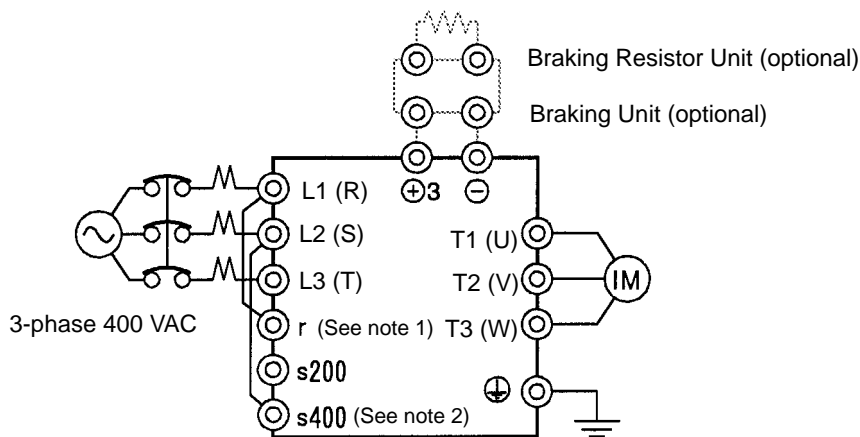 Braking Resistor Unit (optional)
Braking Unit (optional)
⊕3 ⊖
L1 (R)
L2 (S)
L3 (T)
3-phase 400 VAC
r (See note 1)
s200
s400 (See note 2)
T1 (U)
T2 (V)
T3 (W)
IM